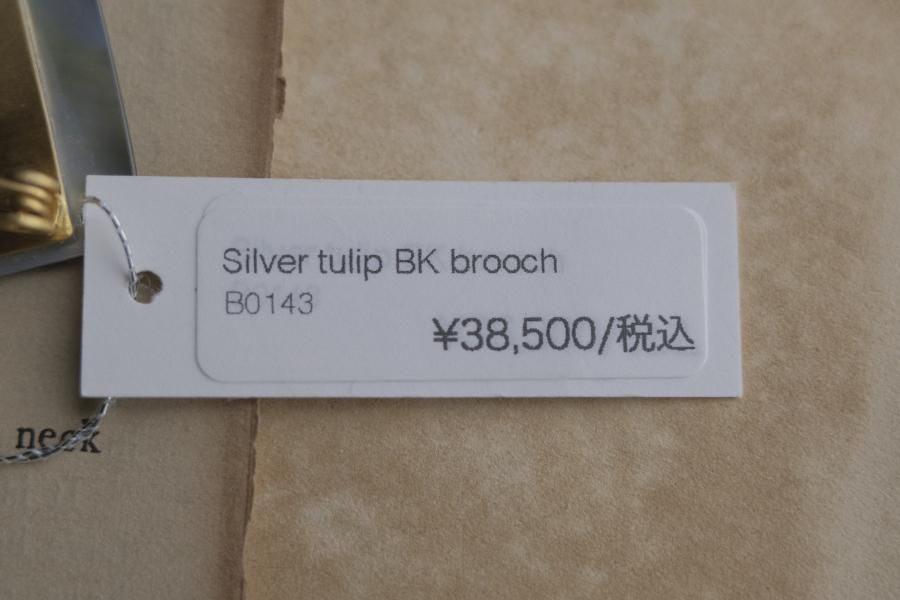 Silver tulip BK brooch
B0143
¥38,500/税込
neck